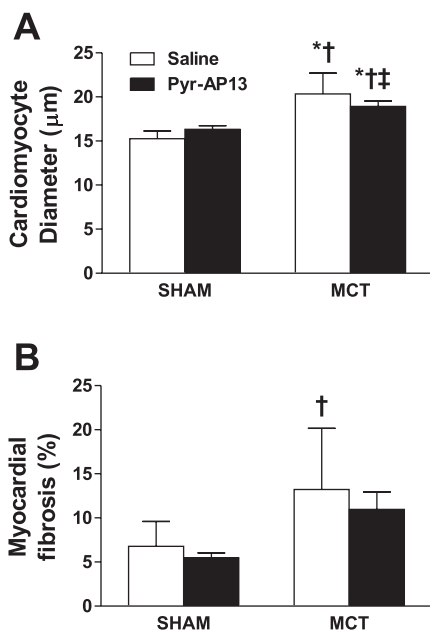 A
Cardiomyocyte
Diameter (μm)
25
20
15
10
5
0
Saline
Pyr-AP13
*†
*†‡
SHAM
MCT
B
Myocardial
fibrosis (%)
25
20
15
10
5
0
†
SHAM
MCT